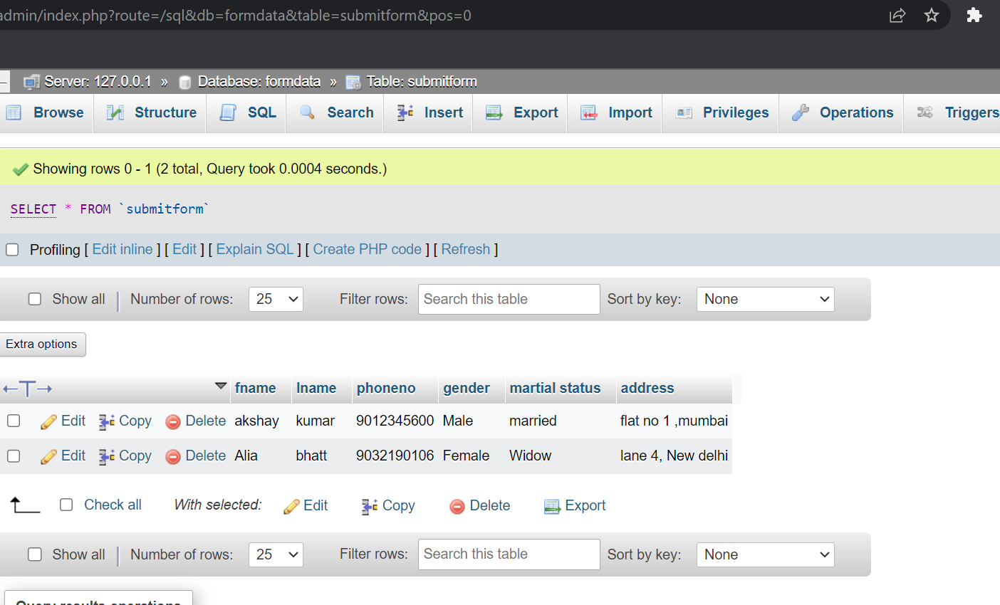 admin/index.php?route=/sql&db=formdata&table=submitform&pos=0
Server: 127.0.0.1 » Database: formdata » Table: submitform
Browse Structure SQL Search Insert Export Import Privileges Operations Triggers
Showing rows 0 - 1 (2 total, Query took 0.0004 seconds.)
SELECT * FROM `submitform`
Profiling [ Edit inline ] [ Edit ] [ Explain SQL ] [ Create PHP code ] [ Refresh ]
Show all | Number of rows: 25 Filter rows: Search this table Sort by key: None
Extra options
fname lname phoneno gender martial status address
Edit Copy Delete akshay kumar 9012345600 Male married flat no 1 ,mumbai
Edit Copy Delete Alia bhatt 9032190106 Female Widow lane 4, New delhi
Check all With selected: Edit Copy Delete Export
Show all | Number of rows: 25 Filter rows: Search this table Sort by key: None
Query results operations